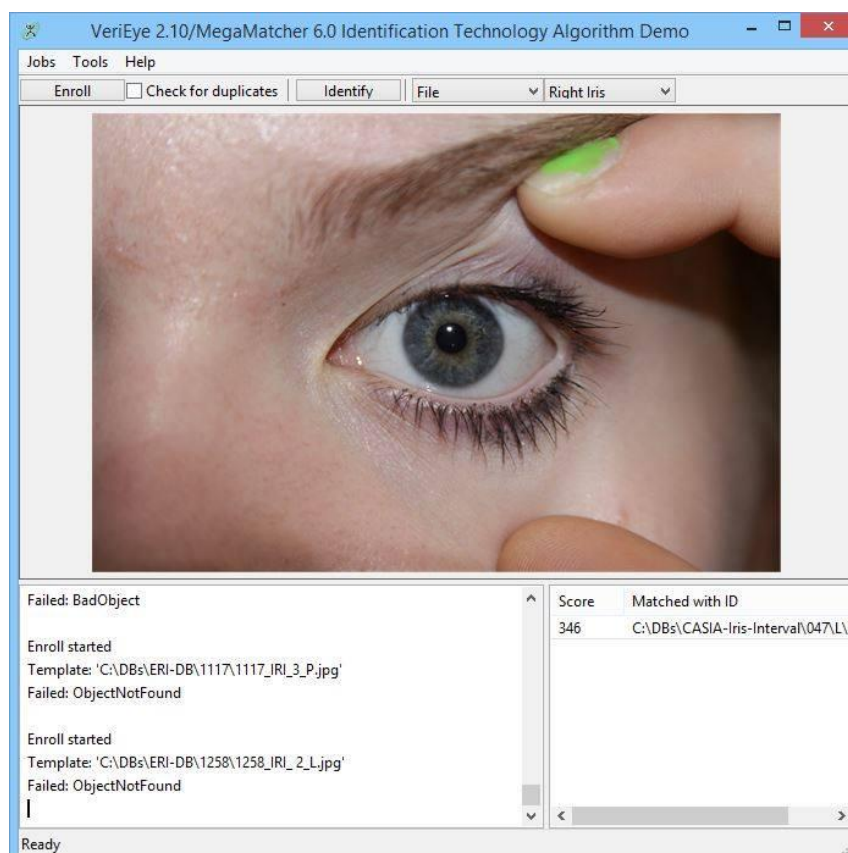 VeriEye 2.10/MegaMatcher 6.0 Identification Technology Algorithm Demo
Jobs Tools Help
Enroll Check for duplicates Identify File Right Iris
Failed: BadObject
Enroll started
Template: 'C:\DBs\ERI-DB\1117\1117_IRI_3_P.jpg'
Failed: ObjectNotFound
Enroll started
Template: 'C:\DBs\ERI-DB\1258\1258_IRI_ 2_L.jpg'
Failed: ObjectNotFound
Score Matched with ID
346 C:\DBs\CASIA-Iris-Interval\047\L\
Ready